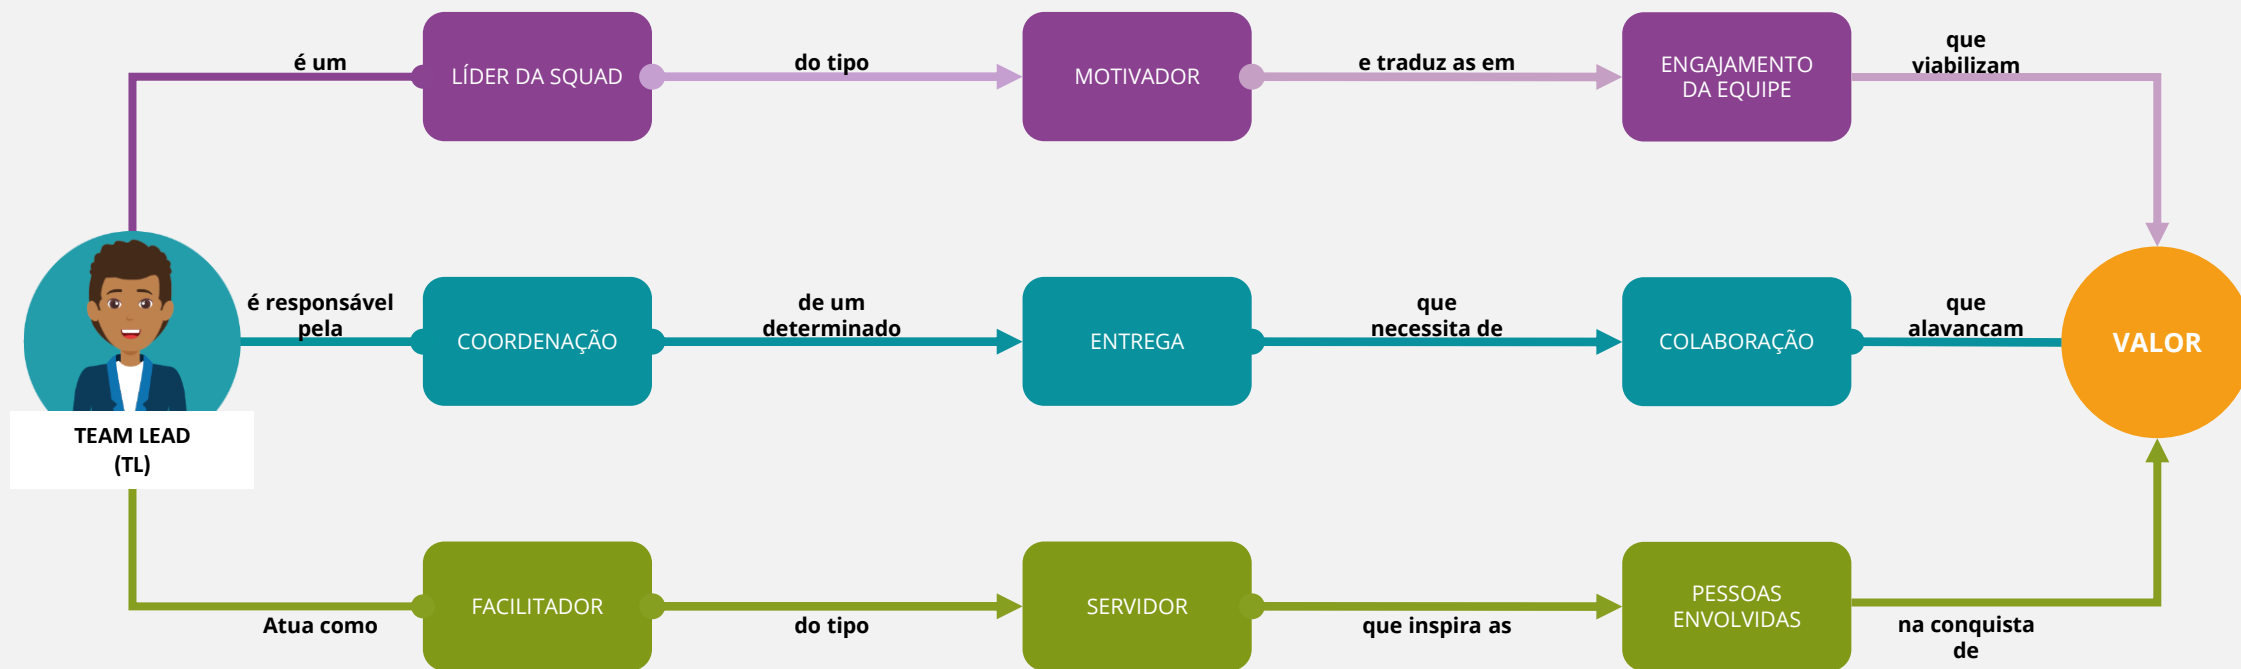 é um
LÍDER DA SQUAD
do tipo
MOTIVADOR
e traduz as em
ENGAJAMENTO
DA EQUIPE
que
viabilizam
TEAM LEAD
(TL)
é responsável
pela
COORDENAÇÃO
de um
determinado
ENTREGA
que
necessita de
COLABORAÇÃO
que
alavancam
VALOR
Atua como
FACILITADOR
do tipo
SERVIDOR
que inspira as
PESSOAS
ENVOLVIDAS
na conquista
de